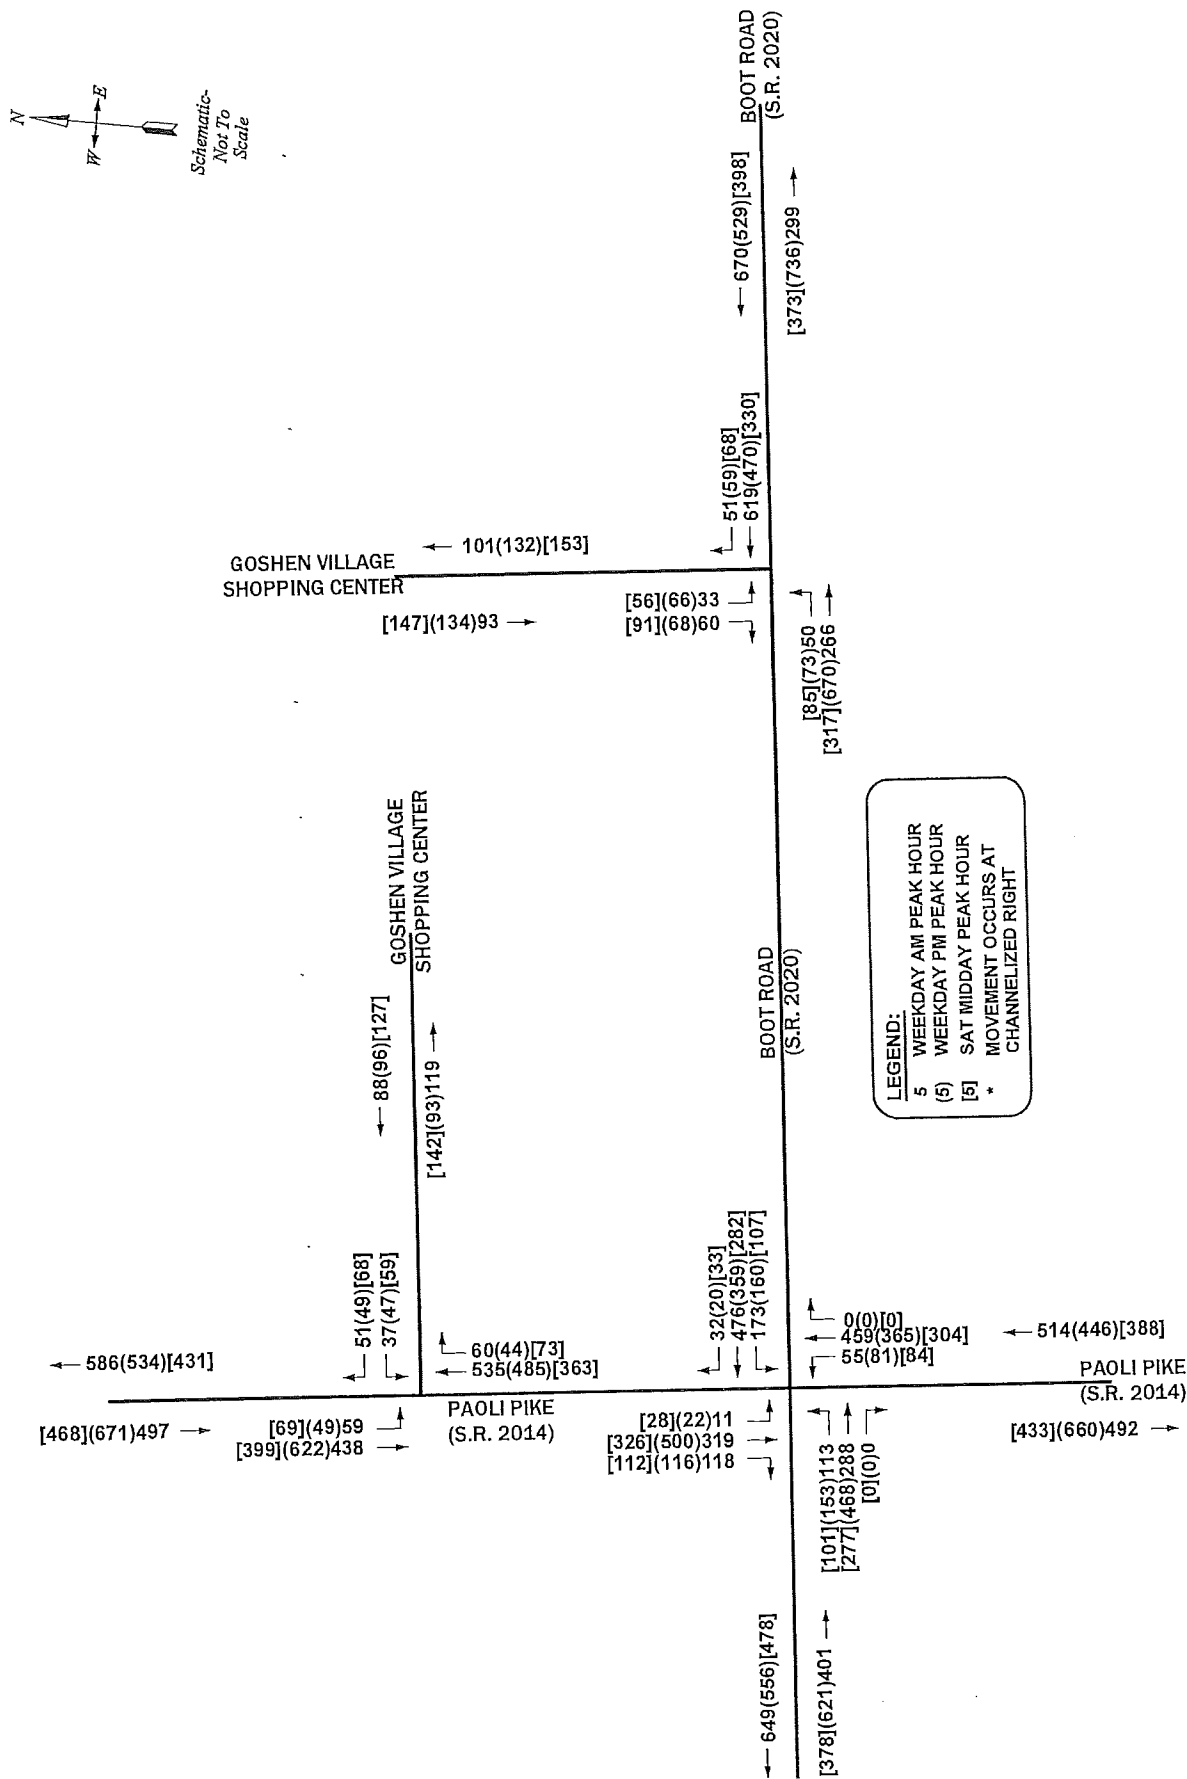 N
W
E
Schematic-
Not To
Scale
BOOT ROAD
(S.R. 2020)
670(529)[398]
[373](736)299
51(59)[68]
619(470)[330]
GOSHEN VILLAGE
SHOPPING CENTER
101(132)[153]
[147](134)93
[56](66)33
[91](68)60
[85](73)50
[317](670)266
GOSHEN VILLAGE
SHOPPING CENTER
88(96)[127]
[142](93)119
BOOT ROAD
(S.R. 2020)
LEGEND:
5 WEEKDAY AM PEAK HOUR
(5) WEEKDAY PM PEAK HOUR
[5] SAT MIDDAY PEAK HOUR
* MOVEMENT OCCURS AT
CHANNELIZED RIGHT
51(49)[68]
37(47)[59]
586(534)[431]
60(44)[73]
535(485)[363]
[468](671)497
[69](49)59
[399](622)438
PAOLI PIKE
(S.R. 2014)
32(20)[33]
476(359)[282]
173(160)[107]
0(0)[0]
459(365)[304]
55(81)[84]
514(446)[388]
PAOLI PIKE
(S.R. 2014)
[28](22)11
[326](500)319
[112](116)118
[433](660)492
[101](153)113
[277](468)288
[0](0)0
649(556)[478]
[378](621)401